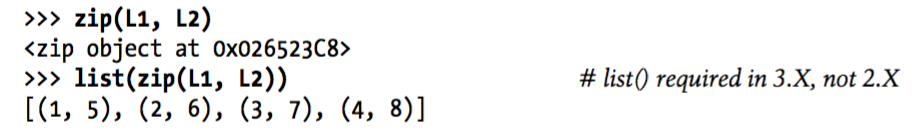 >>> zip(L1, L2)
<zip object at 0x026523C8>
>>> list(zip(L1, L2)) # list() required in 3.X, not 2.X
[(1, 5), (2, 6), (3, 7), (4, 8)]